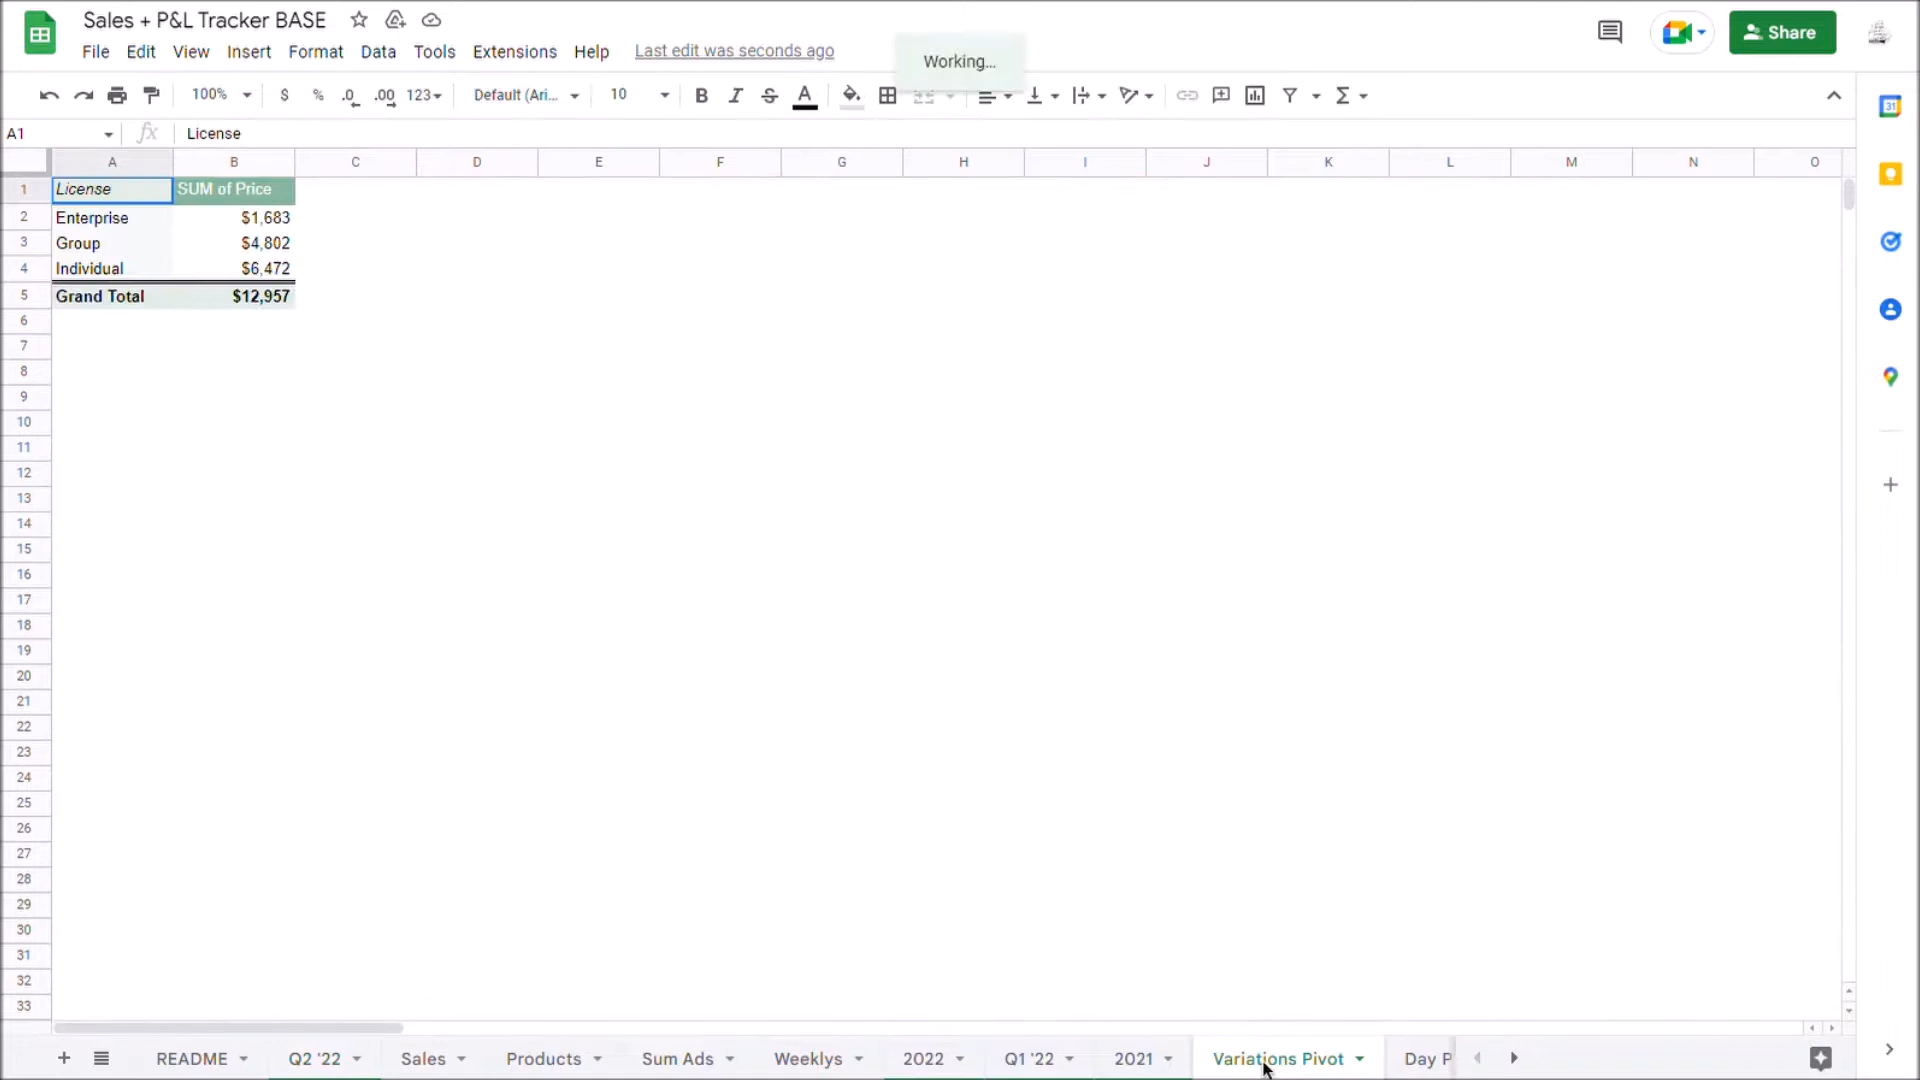 Sales + P&L Tracker BASE
File Edit View Insert Format Data Tools Extensions Help Last edit was seconds ago
Working...
Share
100% $ % .0 .00 123 Default (Ari... 10 B I S A
A1 fx License
A B C D E F G H I J K L M N O
1 License SUM of Price
2 Enterprise $1,683
3 Group $4,802
4 Individual $6,472
5 Grand Total $12,957
6
7
8
9
10
11
12
13
14
15
16
17
18
19
20
21
22
23
24
25
26
27
28
29
30
31
32
33
31
README Q2 '22 Sales Products Sum Ads Weeklys 2022 Q1 '22 2021 Variations Pivot Day P